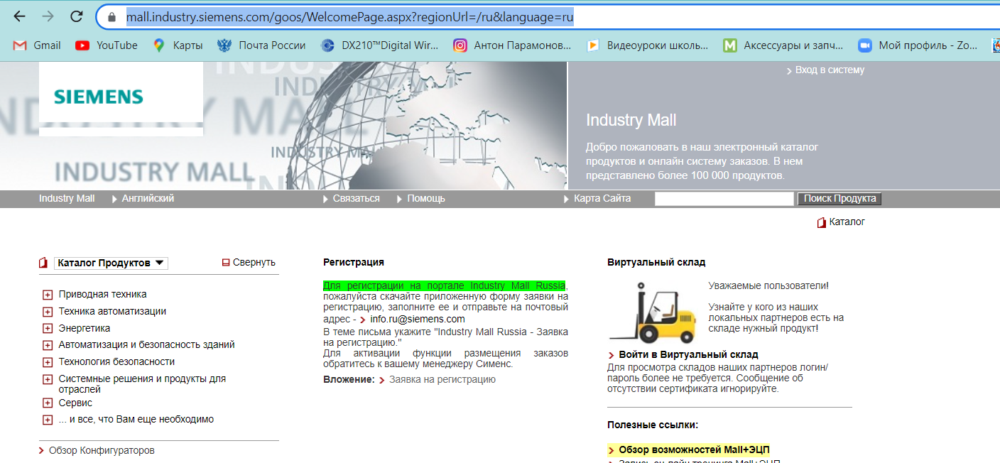 mall.industry.siemens.com/goos/WelcomePage.aspx?regionUrl=/ru&language=ru
Gmail YouTube Карты Почта России DX210™Digital Wir... Антон Парамонов... Видеоуроки школь... Аксессуары и запч... Мой профиль - Zo...
INDUSTRY MALL
SIEMENS
INDUSTRY MALL
INDUSTRY MALL
Вход в систему
Industry Mall
Добро пожаловать в наш электронный каталог
продуктов и онлайн систему заказов. В нем
представлено более 100 000 продуктов.
Industry Mall Английский Связаться Помощь Карта Сайта Поиск Продукта
Каталог
Каталог Продуктов Свернуть
Приводная техника
Техника автоматизации
Энергетика
Автоматизация и безопасность зданий
Технология безопасности
Системные решения и продукты для
отраслей
Сервис
... и все, что Вам еще необходимо
Обзор Конфигураторов
Регистрация
Для регистрации на портале Industry Mall Russia,
пожалуйста скачайте приложенную форму заявки на
регистрацию, заполните ее и отправьте на почтовый
адрес - info.ru@siemens.com
В теме письма укажите "Industry Mall Russia - Заявка
на регистрацию."
Для активации функции размещения заказов
обратитесь к вашему менеджеру Сименс.
Вложение: Заявка на регистрацию
Виртуальный склад
Уважаемые пользователи!
Узнайте у кого из наших
локальных партнеров есть на
складе нужный продукт!
Войти в Виртуальный склад
Для просмотра складов наших партнеров логин/
пароль более не требуется. Сообщение об
отсутствии сертификата игнорируйте.
Полезные ссылки:
Обзор возможностей Mall+ЭЦП